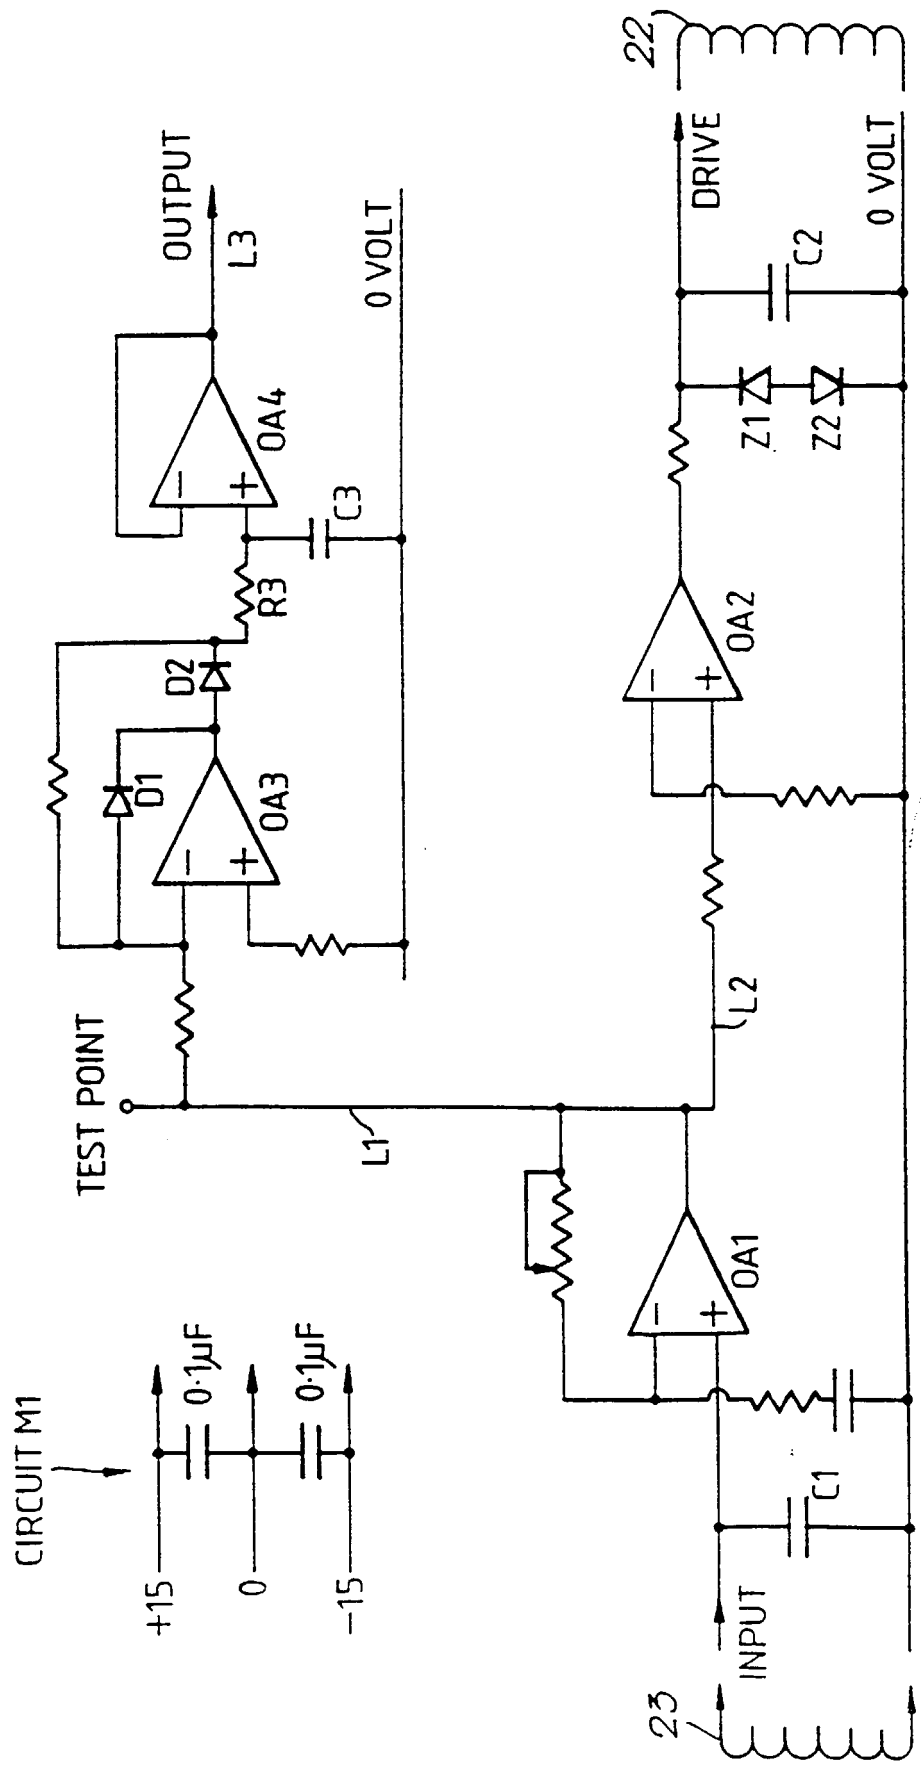 CIRCUIT M1
+15
0
-15
0·1µF
0·1µF
TEST POINT
L1
D1
D2
OA3
R3
C3
OA4
OUTPUT
L3
0 VOLT
23
INPUT
C1
OA1
L2
OA2
Z1
Z2
C2
DRIVE
0 VOLT
22